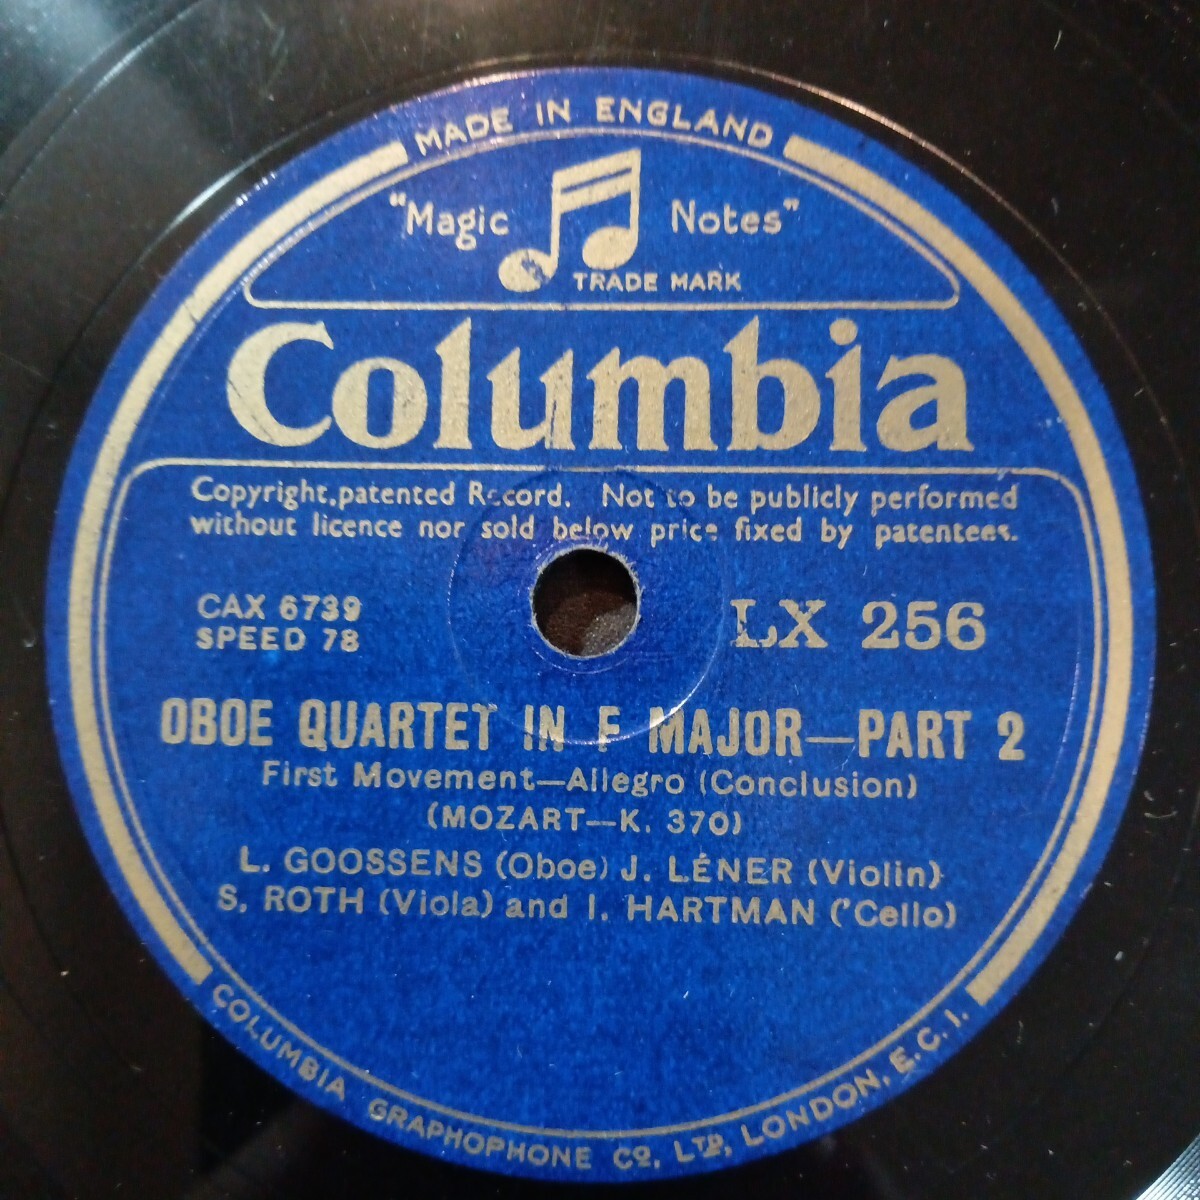 MADE IN ENGLAND
"Magic Notes"
TRADE MARK
Columbia
Copyright, patented Record. Not to be publicly performed
without licence nor sold below price fixed by patentees.
CAX 6739
SPEED 78
LX 256
OBOE QUARTET IN F MAJOR—PART 2
First Movement—Allegro (Conclusion)
(MOZART—K. 370)
L. GOOSSENS (Oboe) J. LÉNER (Violin)
S. ROTH (Viola) and I. HARTMAN ('Cello)
COLUMBIA GRAPHOPHONE CO. LTD, LONDON, E.C.1.